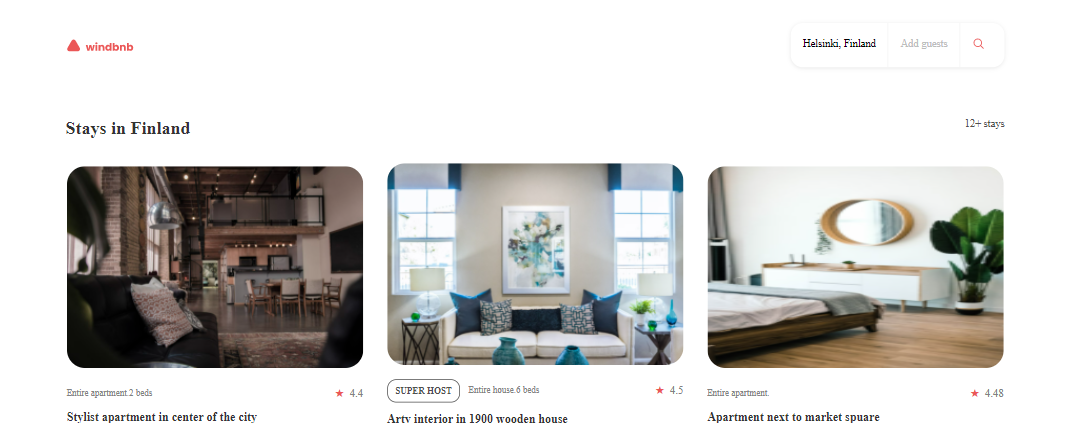 windbnb
Helsinki, Finland
Add guests
Stays in Finland
12+ stays
Entire apartment.2 beds
4.4
Stylist apartment in center of the city
SUPER HOST
Entire house.6 beds
4.5
Arty interior in 1900 wooden house
Entire apartment.
4.48
Apartment next to market spuare